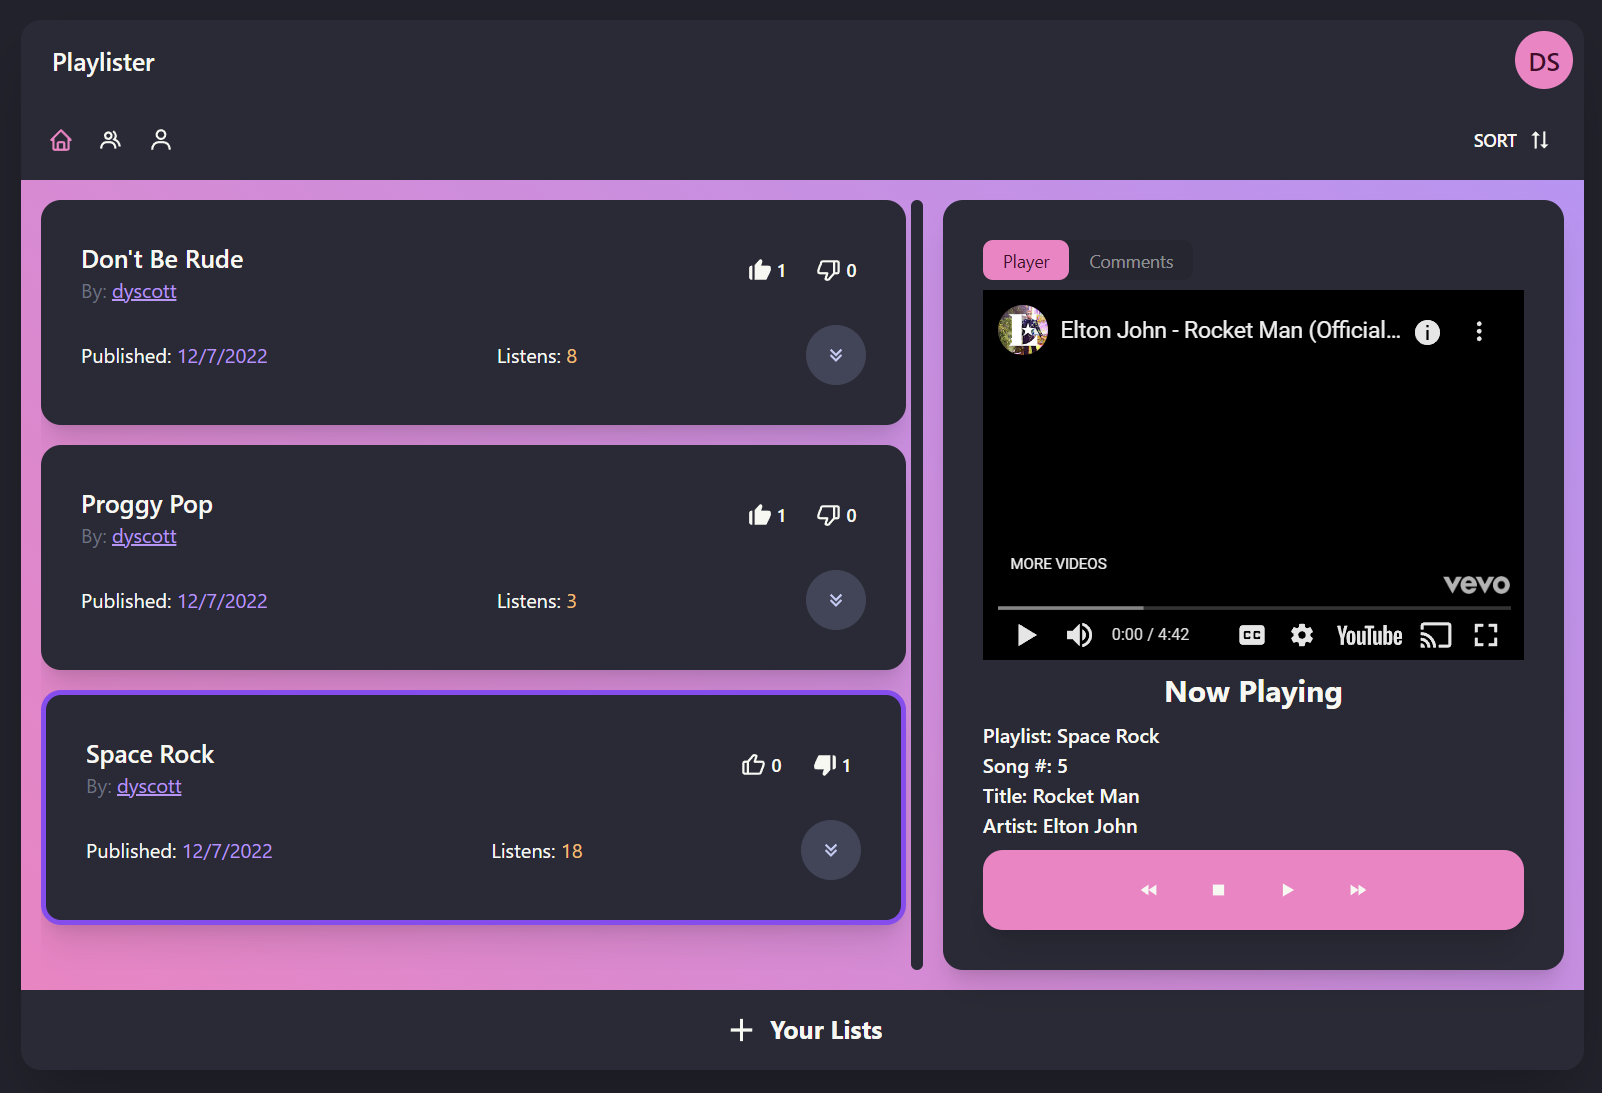 Playlister
DS
SORT
Don't Be Rude
1 0
By: dyscott
Published: 12/7/2022 Listens: 8
Proggy Pop
1 0
By: dyscott
Published: 12/7/2022 Listens: 3
Space Rock
0 1
By: dyscott
Published: 12/7/2022 Listens: 18
Player Comments
Elton John - Rocket Man (Official...
MORE VIDEOS
vevo
0:00 / 4:42 CC YouTube
Now Playing
Playlist: Space Rock
Song #: 5
Title: Rocket Man
Artist: Elton John
+ Your Lists